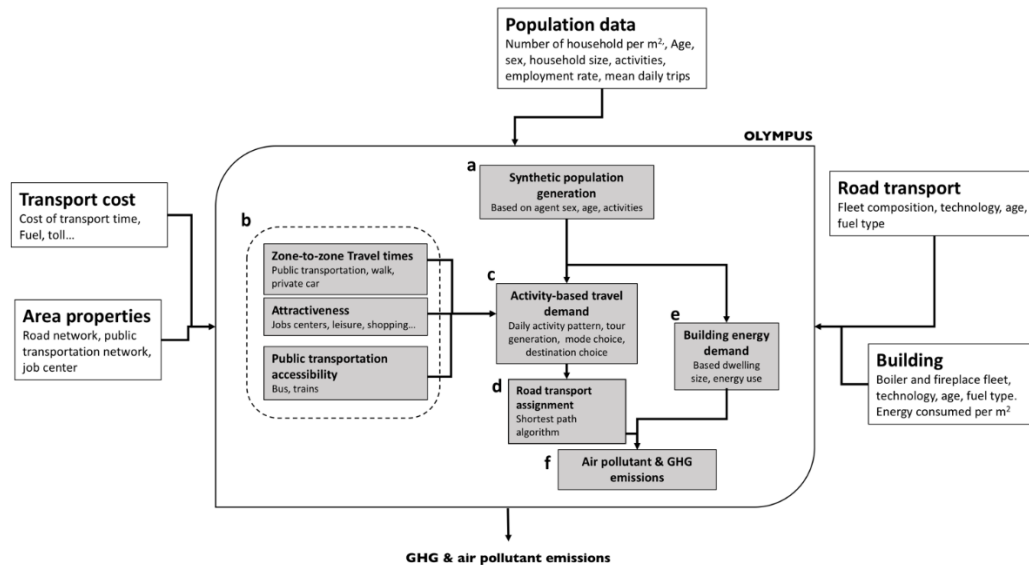 Population data
Number of household per m2, Age,
sex, household size, activities,
employment rate, mean daily trips
OLYMPUS
Transport cost
Cost of transport time,
Fuel, toll...
Area properties
Road network, public
transportation network,
job center
a
Synthetic population
generation
Based on agent sex, age, activities
b
Zone-to-zone Travel times
Public transportation, walk,
private car
Attractiveness
Jobs centers, leisure, shopping...
Public transportation
accessibility
Bus, trains
c
Activity-based travel
demand
Daily activity pattern, tour
generation, mode choice,
destination choice
d
Road transport
assignment
Shortest path
algorithm
e
Building energy
demand
Based dwelling
size, energy use
f
Air pollutant & GHG
emissions
Road transport
Fleet composition, technology, age,
fuel type
Building
Boiler and fireplace fleet,
technology, age, fuel type.
Energy consumed per m2
GHG & air pollutant emissions